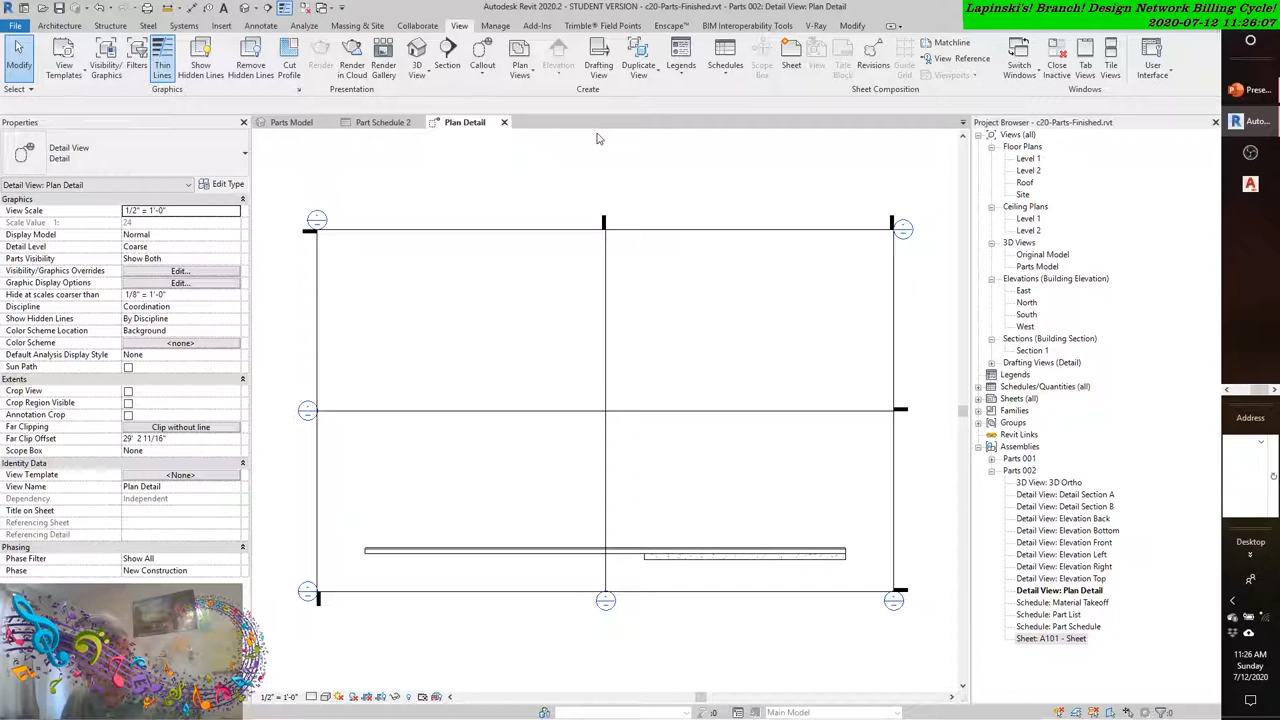 Autodesk Revit 2020.2 - STUDENT VERSION - c20-Parts-Finished.rvt - Parts 002: Detail View: Plan Detail
Lapinski's! Branch! Design Network Billing Cycle!
2020-07-12 11:26:07
File Architecture Structure Steel Precast Systems Insert Annotate Analyze Massing & Site Collaborate View Manage Add-Ins Trimble® Field Points Enscape™ BIM Interoperability Tools V-Ray Modify
Modify
View Templates
Visibility/ Graphics
Filters
Thin Lines
Show Hidden Lines
Remove Hidden Lines
Cut Profile
Render
Render in Cloud
Render Gallery
3D View
Section
Callout
Plan Views
Elevation
Drafting View
Duplicate View
Legends
Schedules
Scope Box
Sheet
View
Title Block
Revisions
Guide Grid
Matchline
View Reference
Viewports
Switch Windows
Close Inactive
Tab Views
Tile Views
User Interface
Select Graphics Presentation Create Sheet Composition Windows
Prese...
Auto...
Properties
Parts Model Part Schedule 2 Plan Detail
Detail View
Detail
Detail View: Plan Detail Edit Type
Graphics
View Scale 1/2" = 1'-0"
Scale Value 1: 24
Display Model Normal
Detail Level Coarse
Parts Visibility Show Both
Visibility/Graphics Overrides Edit...
Graphic Display Options Edit...
Hide at scales coarser than 1/8" = 1'-0"
Discipline Coordination
Show Hidden Lines By Discipline
Color Scheme Location Background
Color Scheme <none>
Default Analysis Display Style None
Sun Path
Extents
Crop View
Crop Region Visible
Annotation Crop
Far Clipping Clip without line
Far Clip Offset 29' 2 11/16"
Scope Box None
Identity Data
View Template <None>
View Name Plan Detail
Dependency Independent
Title on Sheet
Referencing Sheet
Referencing Detail
Phasing
Phase Filter Show All
Phase New Construction
1/2" = 1'-0"
:0
Main Model
:0
Project Browser - c20-Parts-Finished.rvt
Views (all)
Floor Plans
Level 1
Level 2
Roof
Site
Ceiling Plans
Level 1
Level 2
3D Views
Original Model
Parts Model
Elevations (Building Elevation)
East
North
South
West
Sections (Building Section)
Section 1
Drafting Views (Detail)
Legends
Schedules/Quantities (all)
Sheets (all)
Families
Groups
Revit Links
Assemblies
Parts 001
Parts 002
3D View: 3D Ortho
Detail View: Detail Section A
Detail View: Detail Section B
Detail View: Elevation Back
Detail View: Elevation Bottom
Detail View: Elevation Front
Detail View: Elevation Left
Detail View: Elevation Right
Detail View: Elevation Top
Detail View: Plan Detail
Schedule: Material Takeoff
Schedule: Part List
Schedule: Part Schedule
Sheet: A101 - Sheet
Address
Desktop
11:26 AM
Sunday
7/12/2020